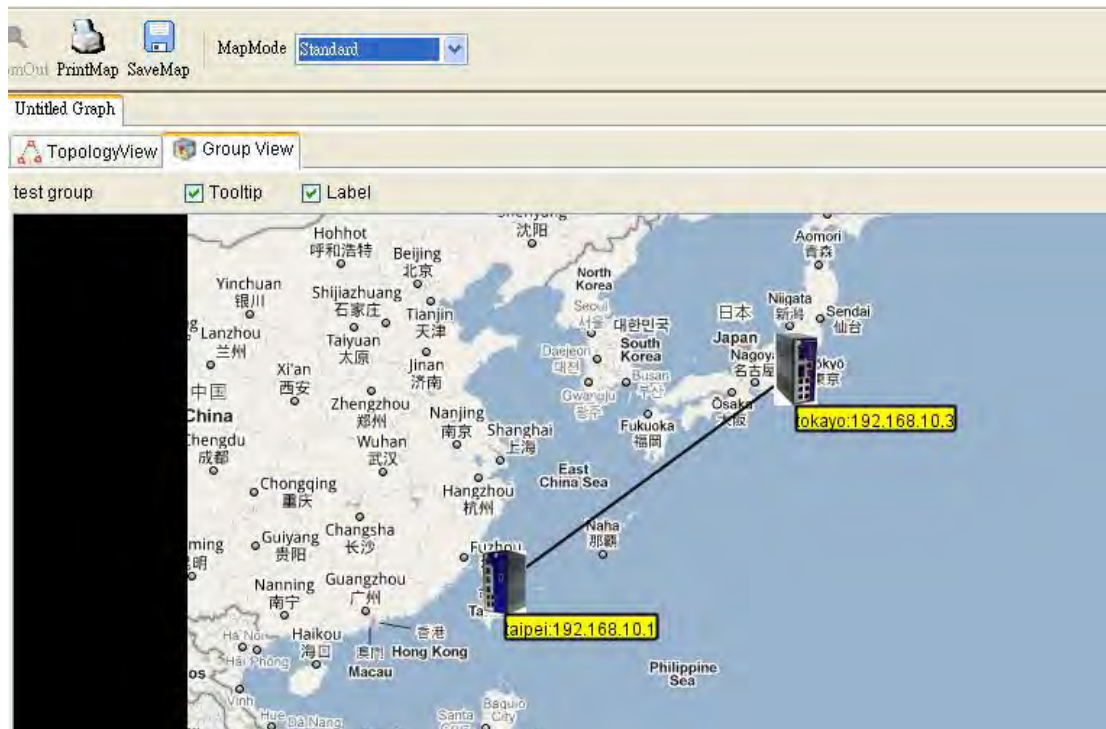 PrintMap
SaveMap
MapMode
Standard
Untitled Graph
TopologyView
Group View
test group
Tooltip
Label
Hohhot
呼和浩特
沈阳
Beijing
北京
Aomori
青森
Yinchuan
银川
Shijiazhuang
石家庄
Tianjin
天津
North
Korea
Niigata
新潟
Sendai
仙台
Lanzhou
兰州
Taiyuan
太原
Jinan
济南
Seoul
서울
대한민국
South
Korea
日本
Japan
Xi'an
西安
中国
China
Daejeon
대전
Busan
부산
Nagoya
名古屋
Zhengzhou
郑州
Nanjing
南京
Shanghai
上海
Gwangju
광주
Fukuoka
福岡
Osaka
大阪
tokayo:192.168.10.3
Chengdu
成都
Wuhan
武汉
East
China Sea
Chongqing
重庆
Hangzhou
杭州
Changsha
长沙
Naha
那覇
Guiyang
贵阳
Fuzhou
Nanning
南宁
Guangzhou
广州
taipei:192.168.10.1
Ha Noi
Hai Phong
Haikou
海口
香港
Hong Kong
澳門
Macau
Philippine
Sea
Vinh
Hue
Da Nang
Santa
Baguio
City